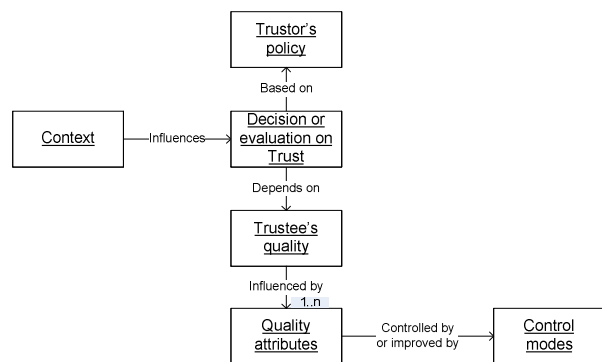 Trustor's
policy
Based on
Context
Influences
Decision or
evaluation on
Trust
Depends on
Trustee's
quality
Influenced by
1..n
Quality
attributes
Controlled by
or improved by
Control
modes